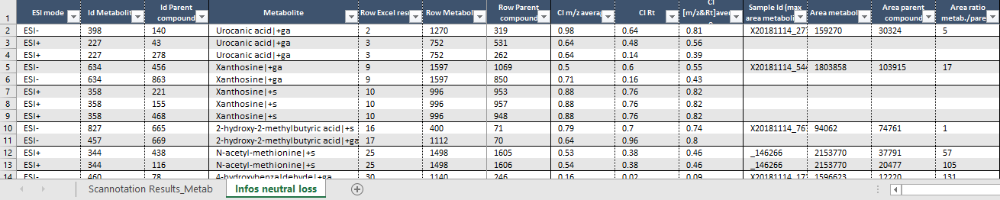 1 ESI mode Id Metabolit Id Parent compound Metabolite Row Excel resu Row Metabol Row Parent compound CI m/z averag CI Rt CI [m/z&Rt]aver Sample Id (max area metaboli Area metabol Area parent compound Area ratio metab./pare
2 ESI- 398 140 Urocanic acid|+ga 2 1270 319 0.98 0.64 0.81 X20181114_27 159270 30324 5
3 ESI+ 227 43 Urocanic acid|+ga 3 752 531 0.64 0.48 0.56
4 ESI+ 227 278 Urocanic acid|+ga 3 752 262 0.64 0.14 0.39
5 ESI- 634 456 Xanthosine|+ga 9 1597 1069 0.5 0.6 0.55 X20181114_544 1803858 103915 17
6 ESI- 634 863 Xanthosine|+ga 9 1597 850 0.71 0.16 0.43
7 ESI+ 358 221 Xanthosine|+s 10 996 953 0.88 0.76 0.82
8 ESI+ 358 155 Xanthosine|+s 10 996 957 0.88 0.76 0.82
9 ESI+ 358 468 Xanthosine|+s 10 996 948 0.88 0.76 0.82
10 ESI- 827 665 2-hydroxy-2-methylbutyric acid|+s 16 400 71 0.79 0.7 0.74 X20181114_76 94062 74761 1
11 ESI- 457 669 2-hydroxy-2-methylbutyric acid|+ga 17 1112 70 0.64 0.96 0.8
12 ESI+ 344 438 N-acetyl-methionine|+s 25 1498 1605 0.53 0.38 0.46 _146266 2153770 37791 57
13 ESI+ 344 116 N-acetyl-methionine|+s 25 1498 1606 0.54 0.38 0.46 _146266 2153770 20477 105
14 ESI- 460 78 4-hydroxybenzaldehyde|+ga 30 1140 246 0.16 0.02 0.09 X20181114_17 1596623 12220 131
Scannotation Results_Metab Infos neutral loss